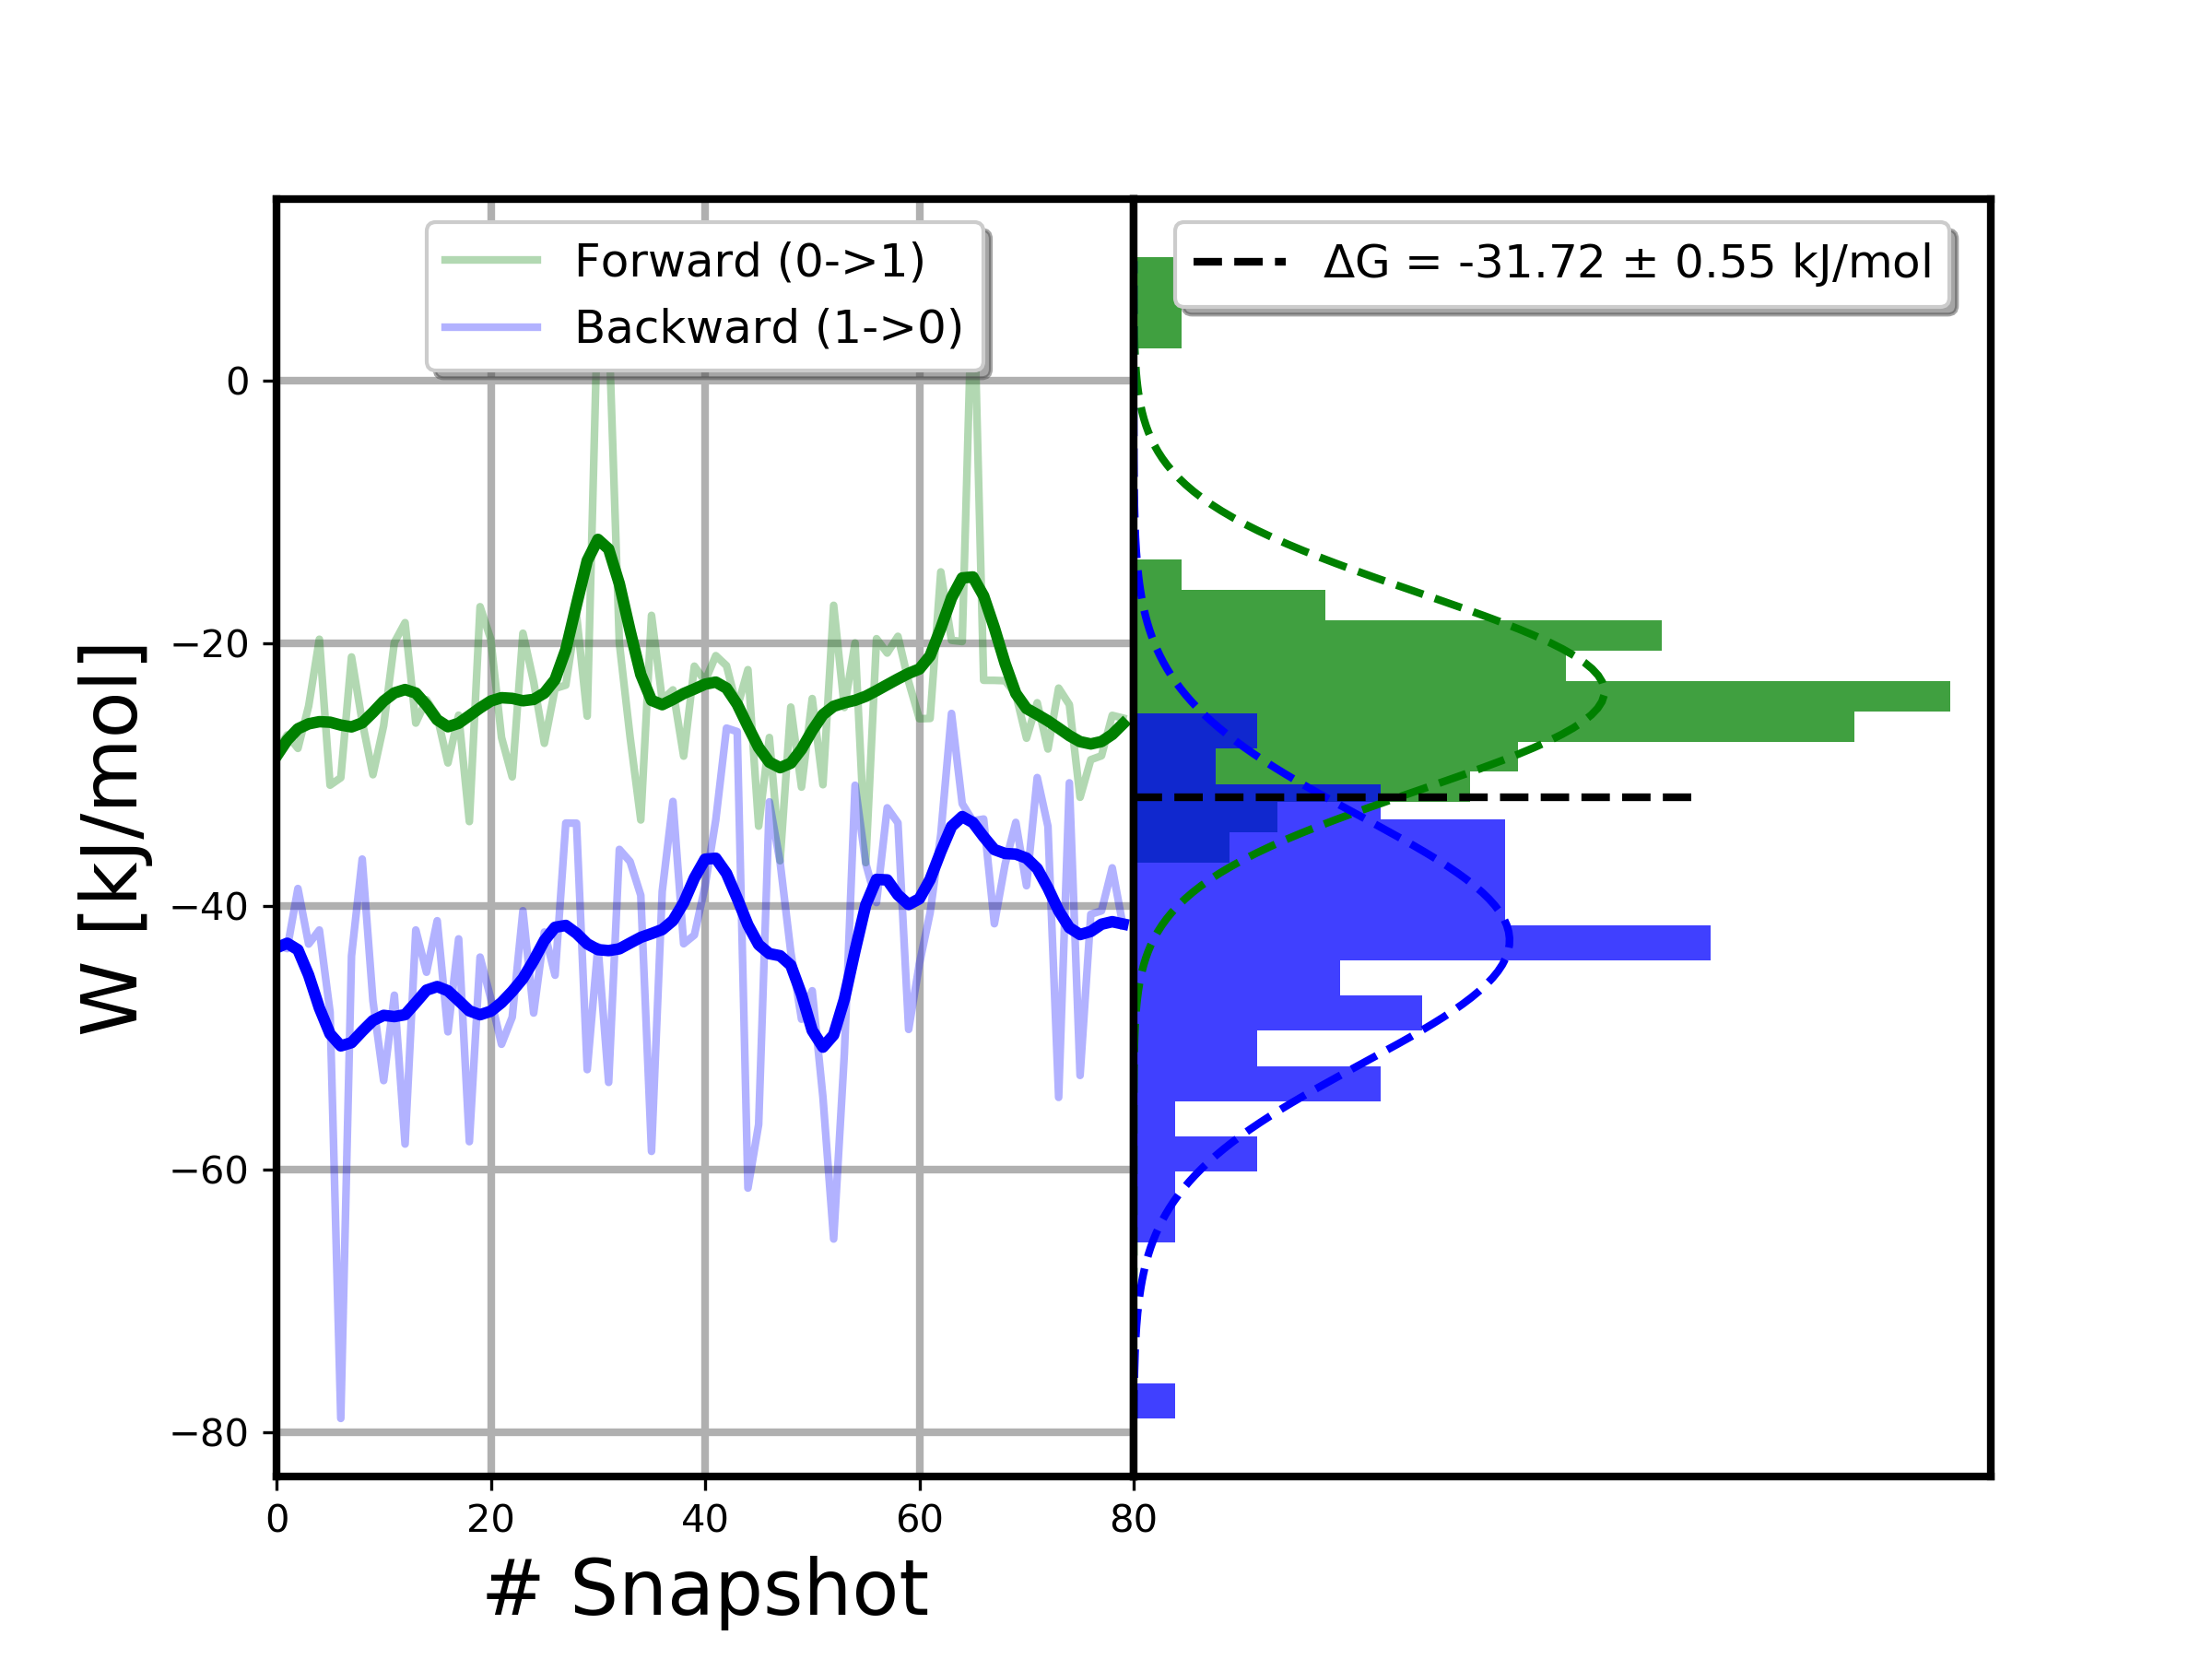 Forward (0->1)
Backward (1->0)
ΔG = -31.72 ± 0.55 kJ/mol
W [kJ/mol]
0
−20
−40
−60
−80
0 20 40 60 80
# Snapshot